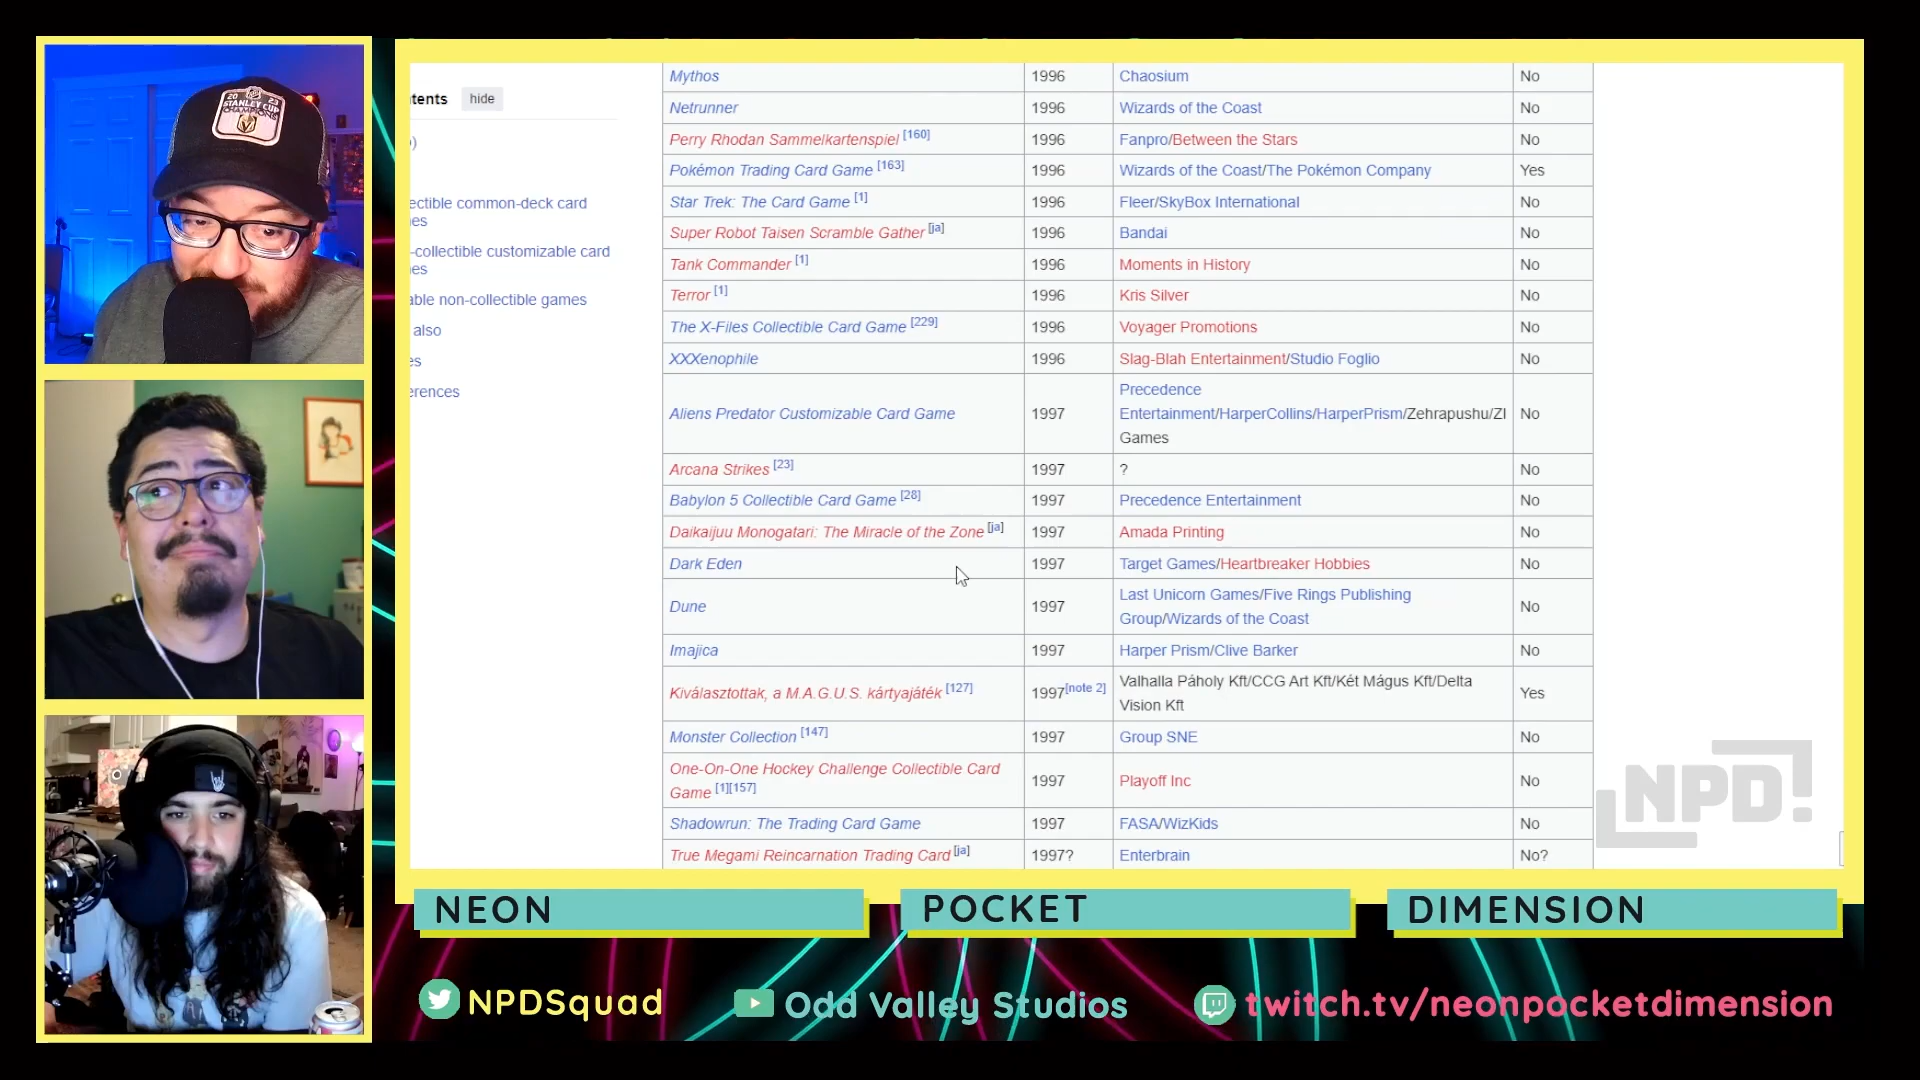 20 23
STANLEY CUP
CHAMPIONS
tents hide
)
ectible common-deck card
es
-collectible customizable card
es
able non-collectible games
also
es
erences
Mythos 1996 Chaosium No
Netrunner 1996 Wizards of the Coast No
Perry Rhodan Sammelkartenspiel [160] 1996 Fanpro/Between the Stars No
Pokémon Trading Card Game [163] 1996 Wizards of the Coast/The Pokémon Company Yes
Star Trek: The Card Game [1] 1996 Fleer/SkyBox International No
Super Robot Taisen Scramble Gather [ja] 1996 Bandai No
Tank Commander [1] 1996 Moments in History No
Terror [1] 1996 Kris Silver No
The X-Files Collectible Card Game [229] 1996 Voyager Promotions No
XXXenophile 1996 Slag-Blah Entertainment/Studio Foglio No
Aliens Predator Customizable Card Game 1997 Precedence
Entertainment/HarperCollins/HarperPrism/Zehrapushu/ZI
Games No
Arcana Strikes [23] 1997 ? No
Babylon 5 Collectible Card Game [28] 1997 Precedence Entertainment No
Daikaijuu Monogatari: The Miracle of the Zone [ja] 1997 Amada Printing No
Dark Eden 1997 Target Games/Heartbreaker Hobbies No
Dune 1997 Last Unicorn Games/Five Rings Publishing
Group/Wizards of the Coast No
Imajica 1997 Harper Prism/Clive Barker No
Kiválasztottak, a M.A.G.U.S. kártyajáték [127] 1997[note 2] Valhalla Páholy Kft/CCG Art Kft/Két Mágus Kft/Delta
Vision Kft Yes
Monster Collection [147] 1997 Group SNE No
One-On-One Hockey Challenge Collectible Card
Game [1][157] 1997 Playoff Inc No
Shadowrun: The Trading Card Game 1997 FASA/WizKids No
True Megami Reincarnation Trading Card [ja] 1997? Enterbrain No?
NPD!
NEON POCKET DIMENSION
NPDSquad Odd Valley Studios twitch.tv/neonpocketdimension